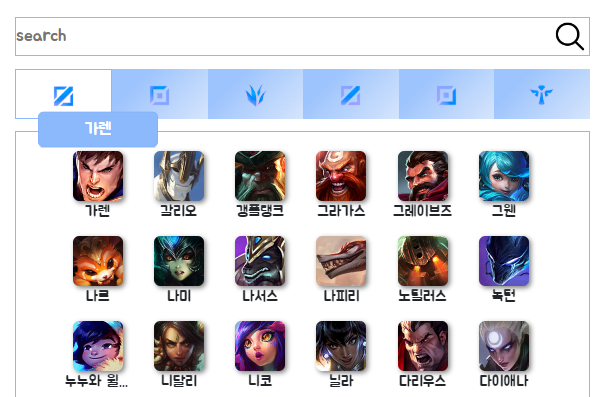 search
가렌
가렌 갈리오 갱플랭크 그라가스 그레이브즈 그웬
나르 나미 나서스 나피리 노틸러스 녹턴
누누와 윌... 니달리 니코 닐라 다리우스 다이애나